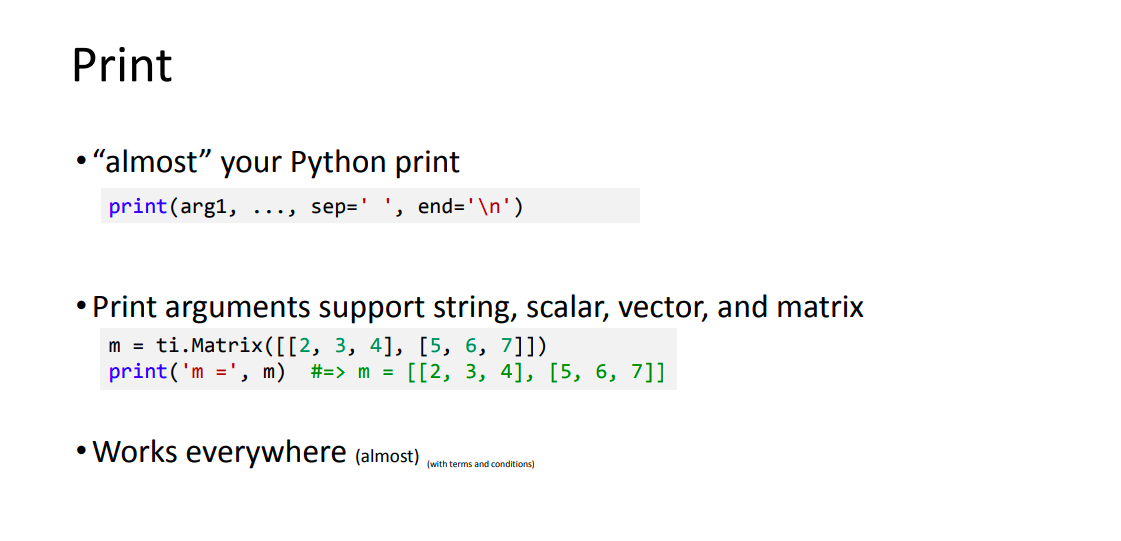 Print
• “almost” your Python print
print(arg1, ..., sep=' ', end='\n')
• Print arguments support string, scalar, vector, and matrix
m = ti.Matrix([[2, 3, 4], [5, 6, 7]])
print('m =', m)  #=> m = [[2, 3, 4], [5, 6, 7]]
• Works everywhere (almost) (with terms and conditions)